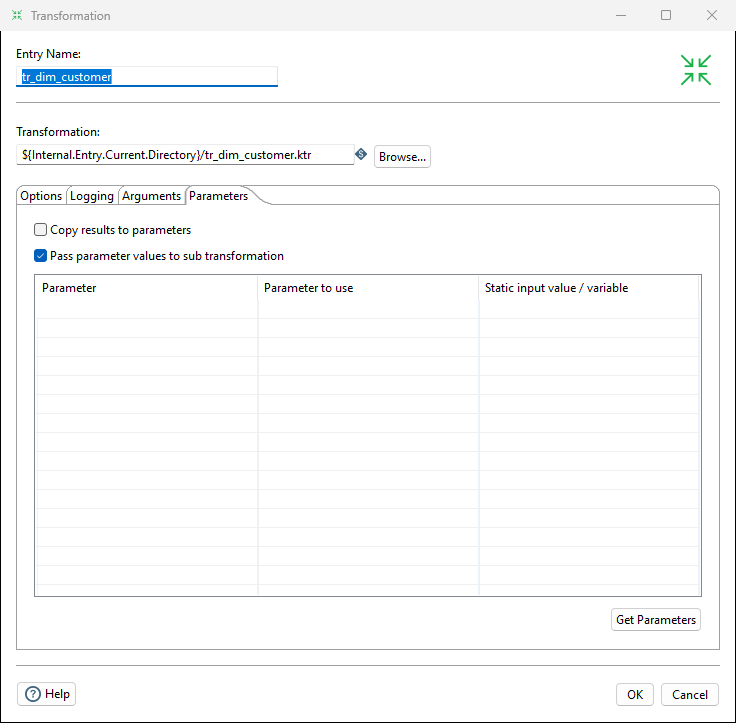 Transformation
Entry Name:
tr_dim_customer
Transformation:
${Internal.Entry.Current.Directory}/tr_dim_customer.ktr
Browse...
Options Logging Arguments Parameters
Copy results to parameters
Pass parameter values to sub transformation
Parameter Parameter to use Static input value / variable
Get Parameters
Help OK Cancel